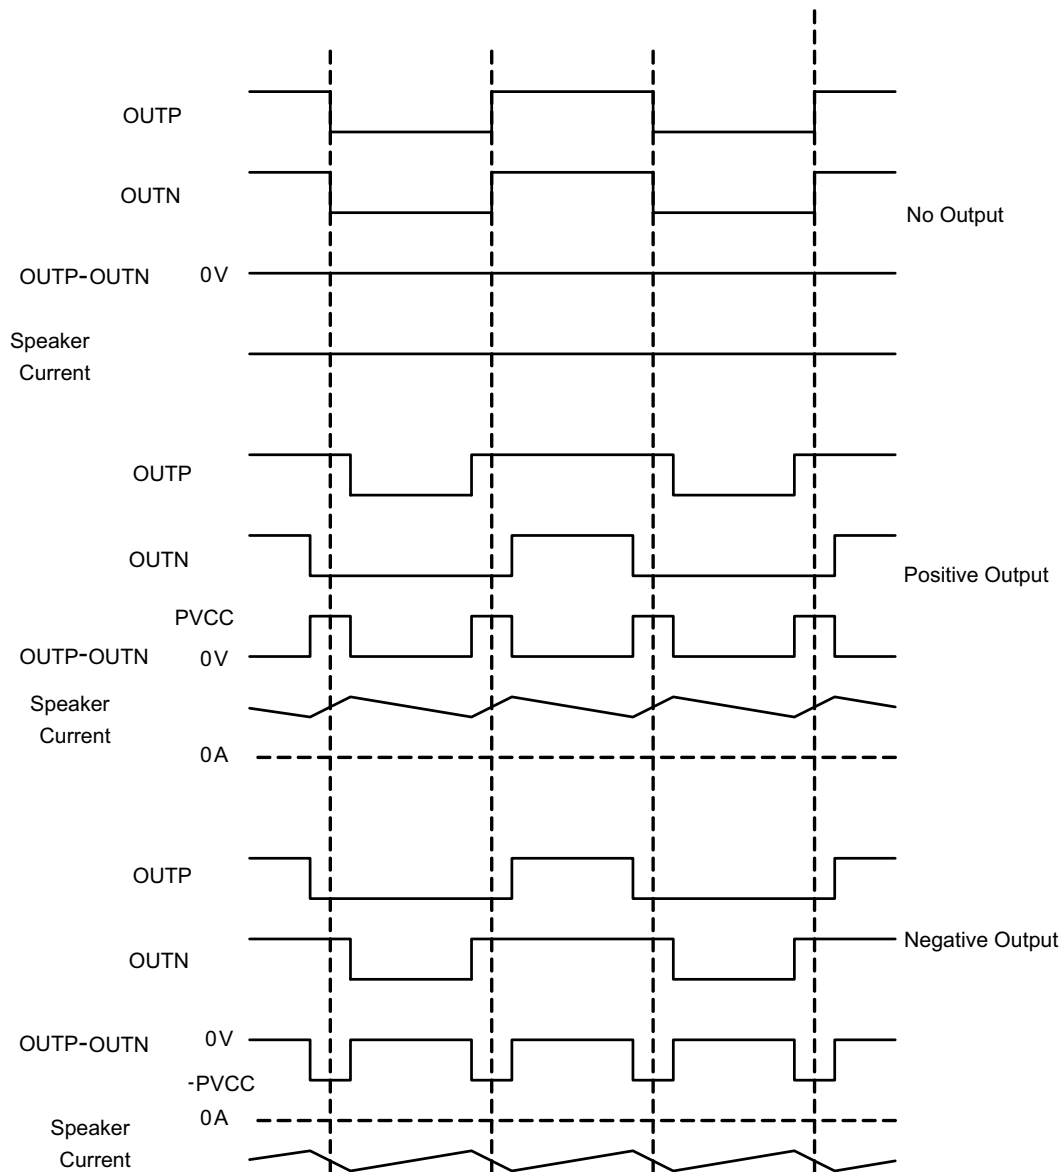 OUTP
OUTN
No Output
OUTP-OUTN 0V
Speaker
Current
OUTP
OUTN
Positive Output
PVCC
OUTP-OUTN 0V
Speaker
Current
0A
OUTP
Negative Output
OUTN
OUTP-OUTN 0V
-PVCC
0A
Speaker
Current